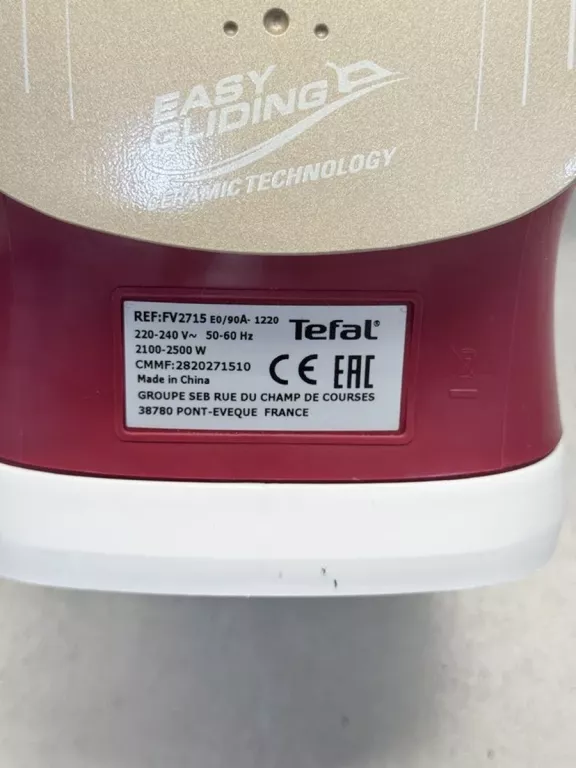 EASY
GLIDING
CERAMIC TECHNOLOGY
REF:FV2715 E0/90A- 1220
Tefal
220-240 V~ 50-60 Hz
2100-2500 W
CMMF:2820271510
Made in China
CE EAC
GROUPE SEB RUE DU CHAMP DE COURSES
38780 PONT-EVEQUE FRANCE